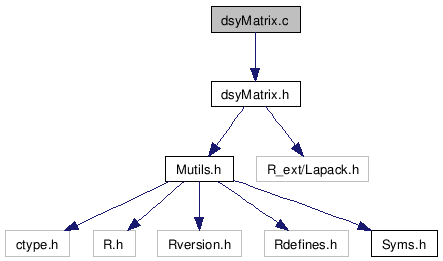 dsyMatrix.c
dsyMatrix.h
Mutils.h
R_ext/Lapack.h
ctype.h
R.h
Rversion.h
Rdefines.h
Syms.h